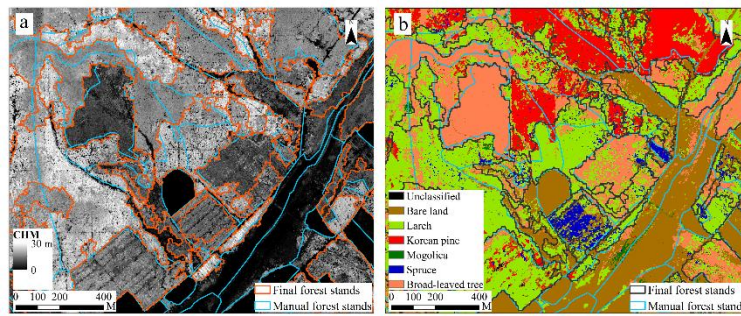 a
N
CHM
30 m
0
0 100 200 400
M
Final forest stands
Manual forest stands
b
N
Unclassified
Bare land
Larch
Korean pine
Mogolica
Spruce
Broad-leaved tree
0 100 200 400
M
Final forest stands
Manual forest stands